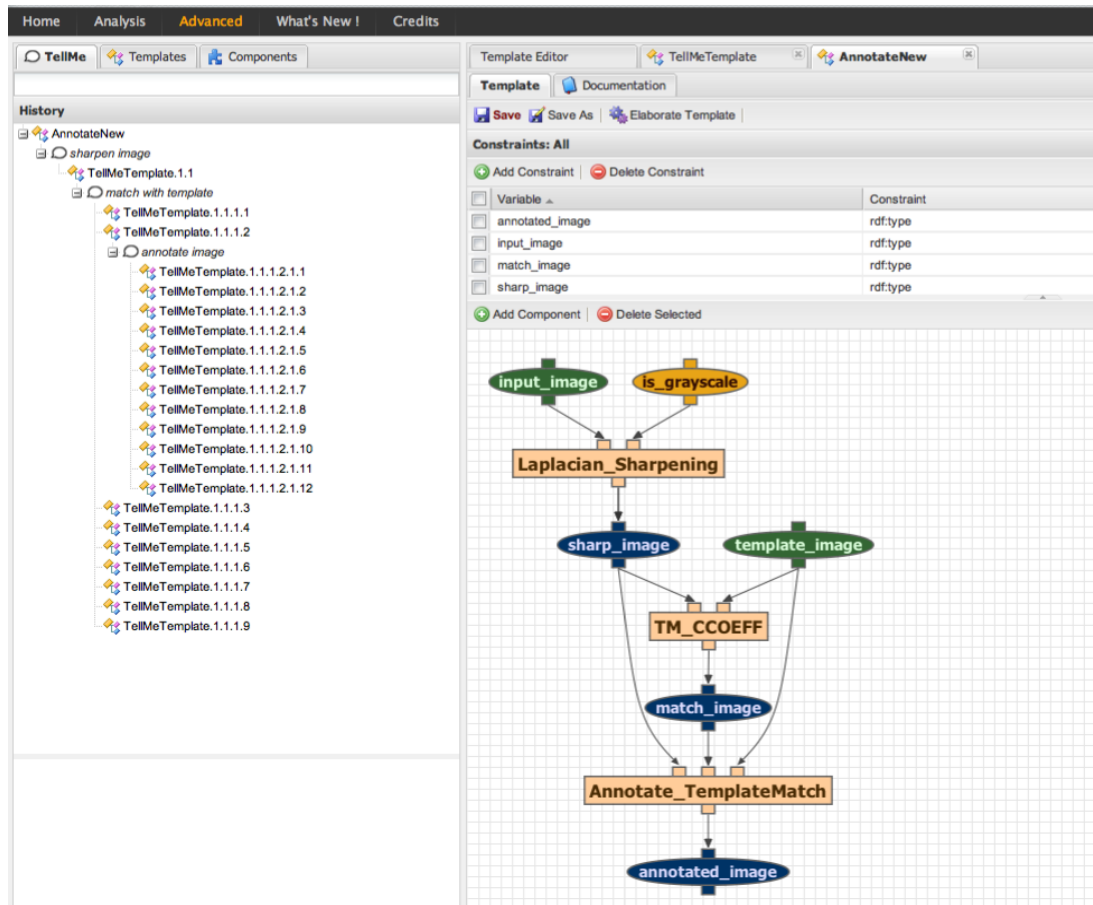 Home Analysis Advanced What's New ! Credits
TellMe Templates Components
History
AnnotateNew
sharpen image
TellMeTemplate.1.1
match with template
TellMeTemplate.1.1.1.1
TellMeTemplate.1.1.1.2
annotate image
TellMeTemplate.1.1.1.2.1.1
TellMeTemplate.1.1.1.2.1.2
TellMeTemplate.1.1.1.2.1.3
TellMeTemplate.1.1.1.2.1.4
TellMeTemplate.1.1.1.2.1.5
TellMeTemplate.1.1.1.2.1.6
TellMeTemplate.1.1.1.2.1.7
TellMeTemplate.1.1.1.2.1.8
TellMeTemplate.1.1.1.2.1.9
TellMeTemplate.1.1.1.2.1.10
TellMeTemplate.1.1.1.2.1.11
TellMeTemplate.1.1.1.2.1.12
TellMeTemplate.1.1.1.3
TellMeTemplate.1.1.1.4
TellMeTemplate.1.1.1.5
TellMeTemplate.1.1.1.6
TellMeTemplate.1.1.1.7
TellMeTemplate.1.1.1.8
TellMeTemplate.1.1.1.9
Template Editor TellMeTemplate AnnotateNew
Template Documentation
Save Save As Elaborate Template
Constraints: All
Add Constraint Delete Constraint
Variable Constraint
annotated_image rdf:type
input_image rdf:type
match_image rdf:type
sharp_image rdf:type
Add Component Delete Selected
input_image is_grayscale
Laplacian_Sharpening
sharp_image template_image
TM_CCOEFF
match_image
Annotate_TemplateMatch
annotated_image